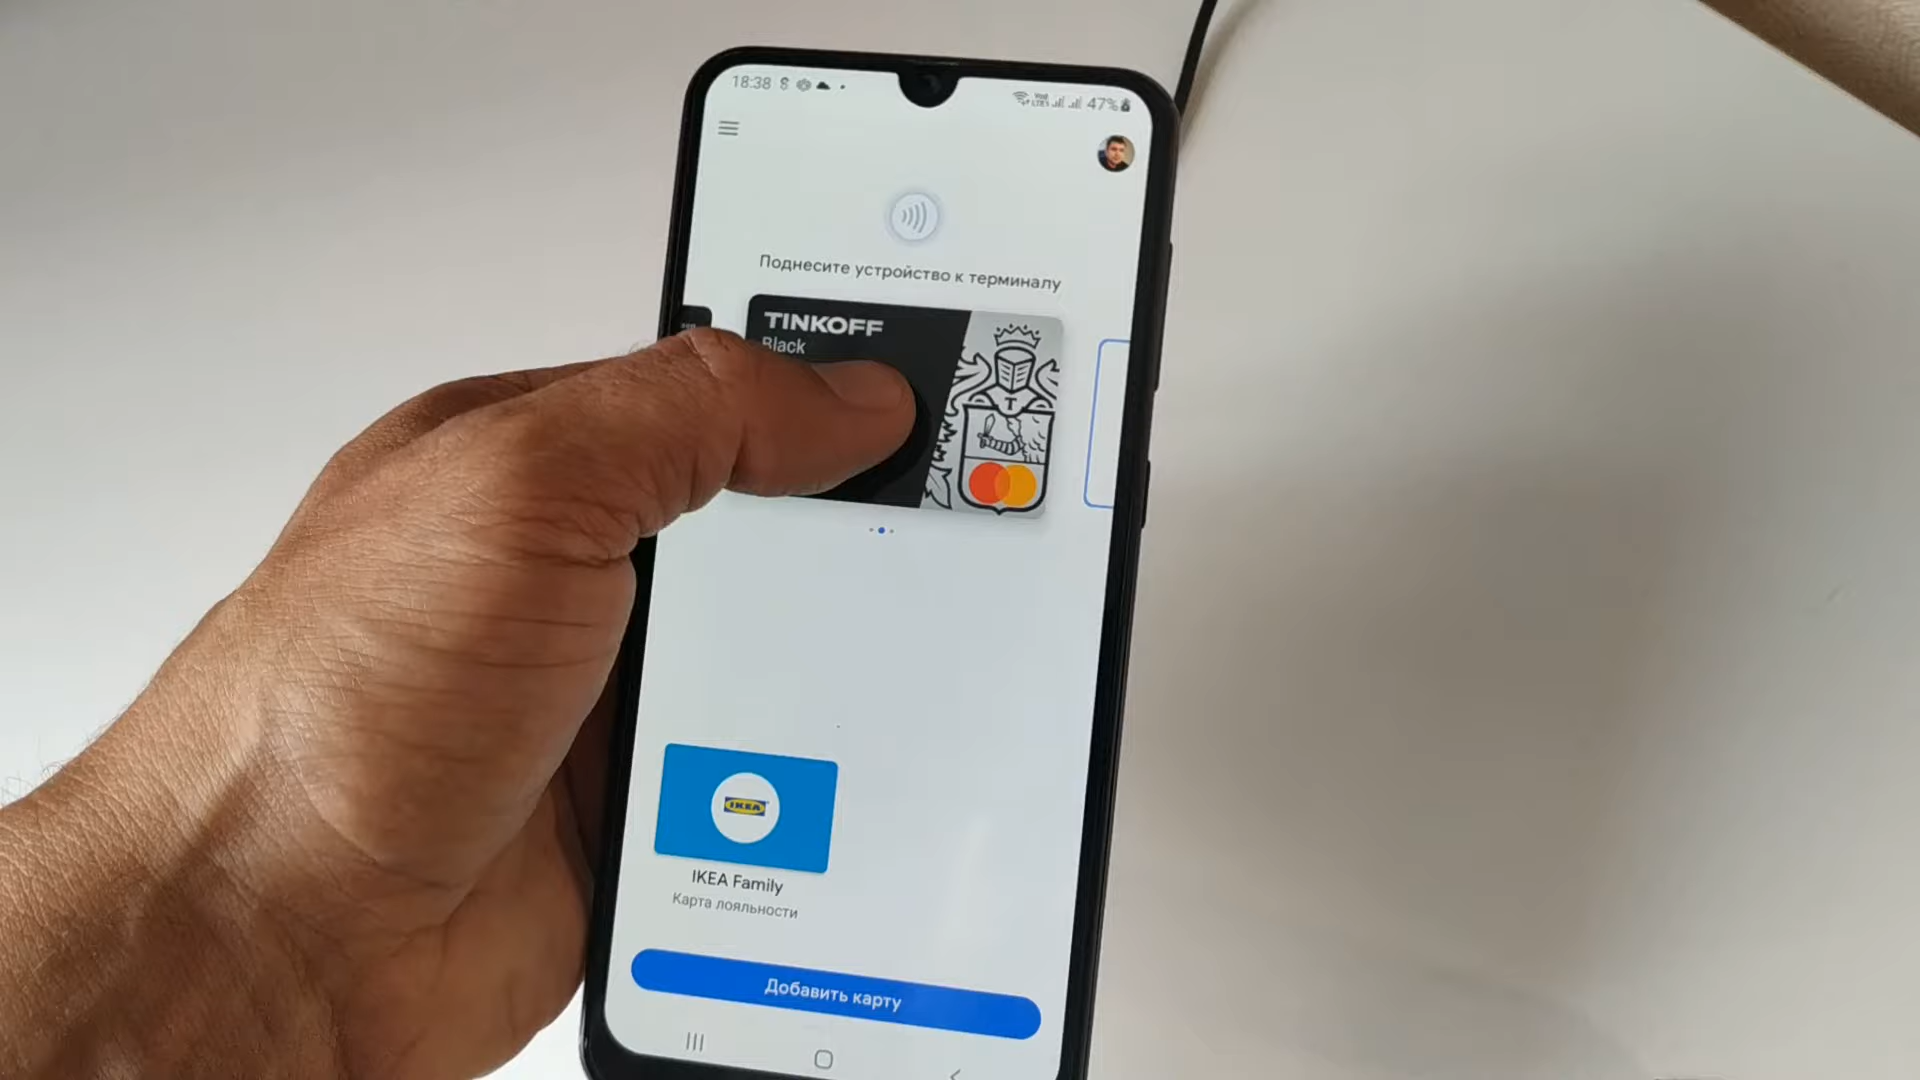 18:38
47%
Поднесите устройство к терминалу
TINKOFF
Black
T
IKEA
IKEA Family
Карта лояльности
Добавить карту